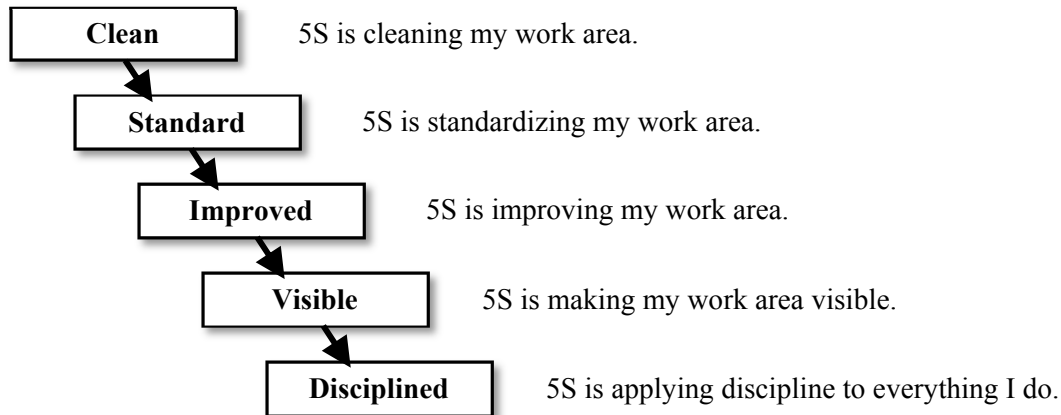 Clean 5S is cleaning my work area.
Standard 5S is standardizing my work area.
Improved 5S is improving my work area.
Visible 5S is making my work area visible.
Disciplined 5S is applying discipline to everything I do.